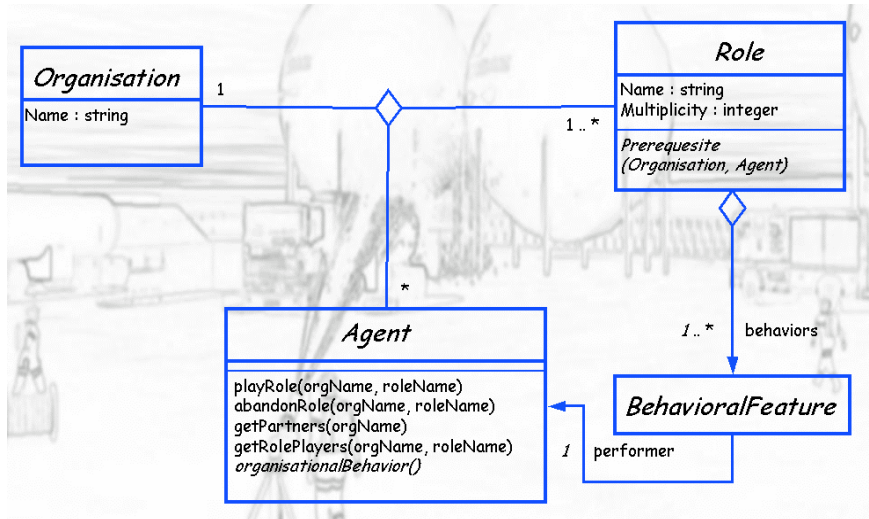 Organisation
Name : string
1
Role
Name : string
Multiplicity : integer
Prerequesite
(Organisation, Agent)
1 .. *
*
Agent
playRole(orgName, roleName)
abandonRole(orgName, roleName)
getPartners(orgName)
getRolePlayers(orgName, roleName)
organisationalBehavior()
1 .. * behaviors
BehavioralFeature
1 performer